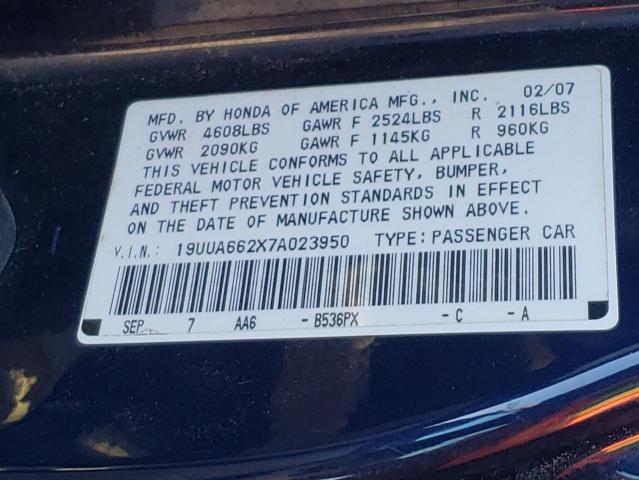 MFD. BY HONDA OF AMERICA MFG., INC. 02/07
GVWR 4608LBS GAWR F 2524LBS R 2116LBS
GVWR 2090KG GAWR F 1145KG R 960KG
THIS VEHICLE CONFORMS TO ALL APPLICABLE
FEDERAL MOTOR VEHICLE SAFETY, BUMPER,
AND THEFT PREVENTION STANDARDS IN EFFECT
ON THE DATE OF MANUFACTURE SHOWN ABOVE.
V.I.N.: 19UUA662X7A023950 TYPE:PASSENGER CAR
SEP 7 AA6 -B536PX -C -A